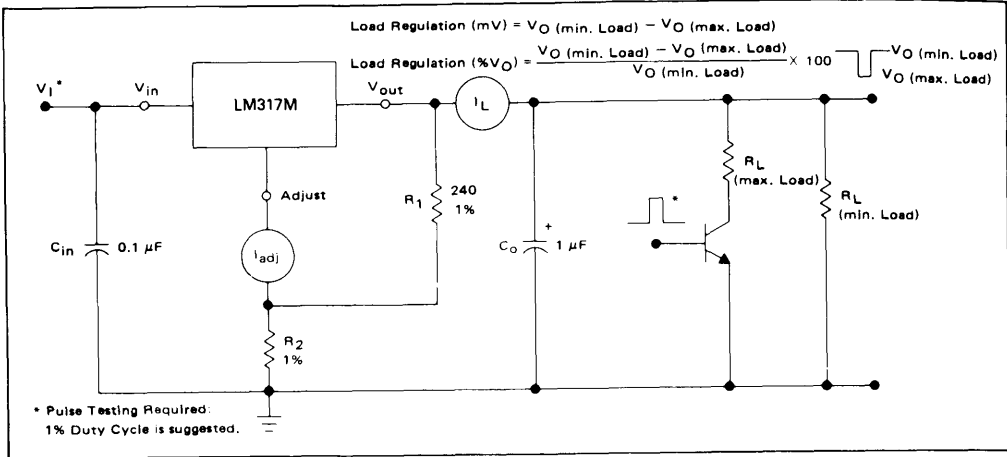 Load Regulation (mV) = VO (min. Load) - VO (max. Load)
Load Regulation (%VO) = VO (min. Load) - VO (max. Load) / VO (min. Load) X 100
VO (min. Load)
VO (max. Load)
VI*
Vin
LM317M
Vout
IL
Adjust
R1
240
1%
RL
(max. Load)
RL
(min. Load)
*
Cin
0.1 μF
Iadj
CO
+
1 μF
R2
1%
* Pulse Testing Required:
1% Duty Cycle is suggested.